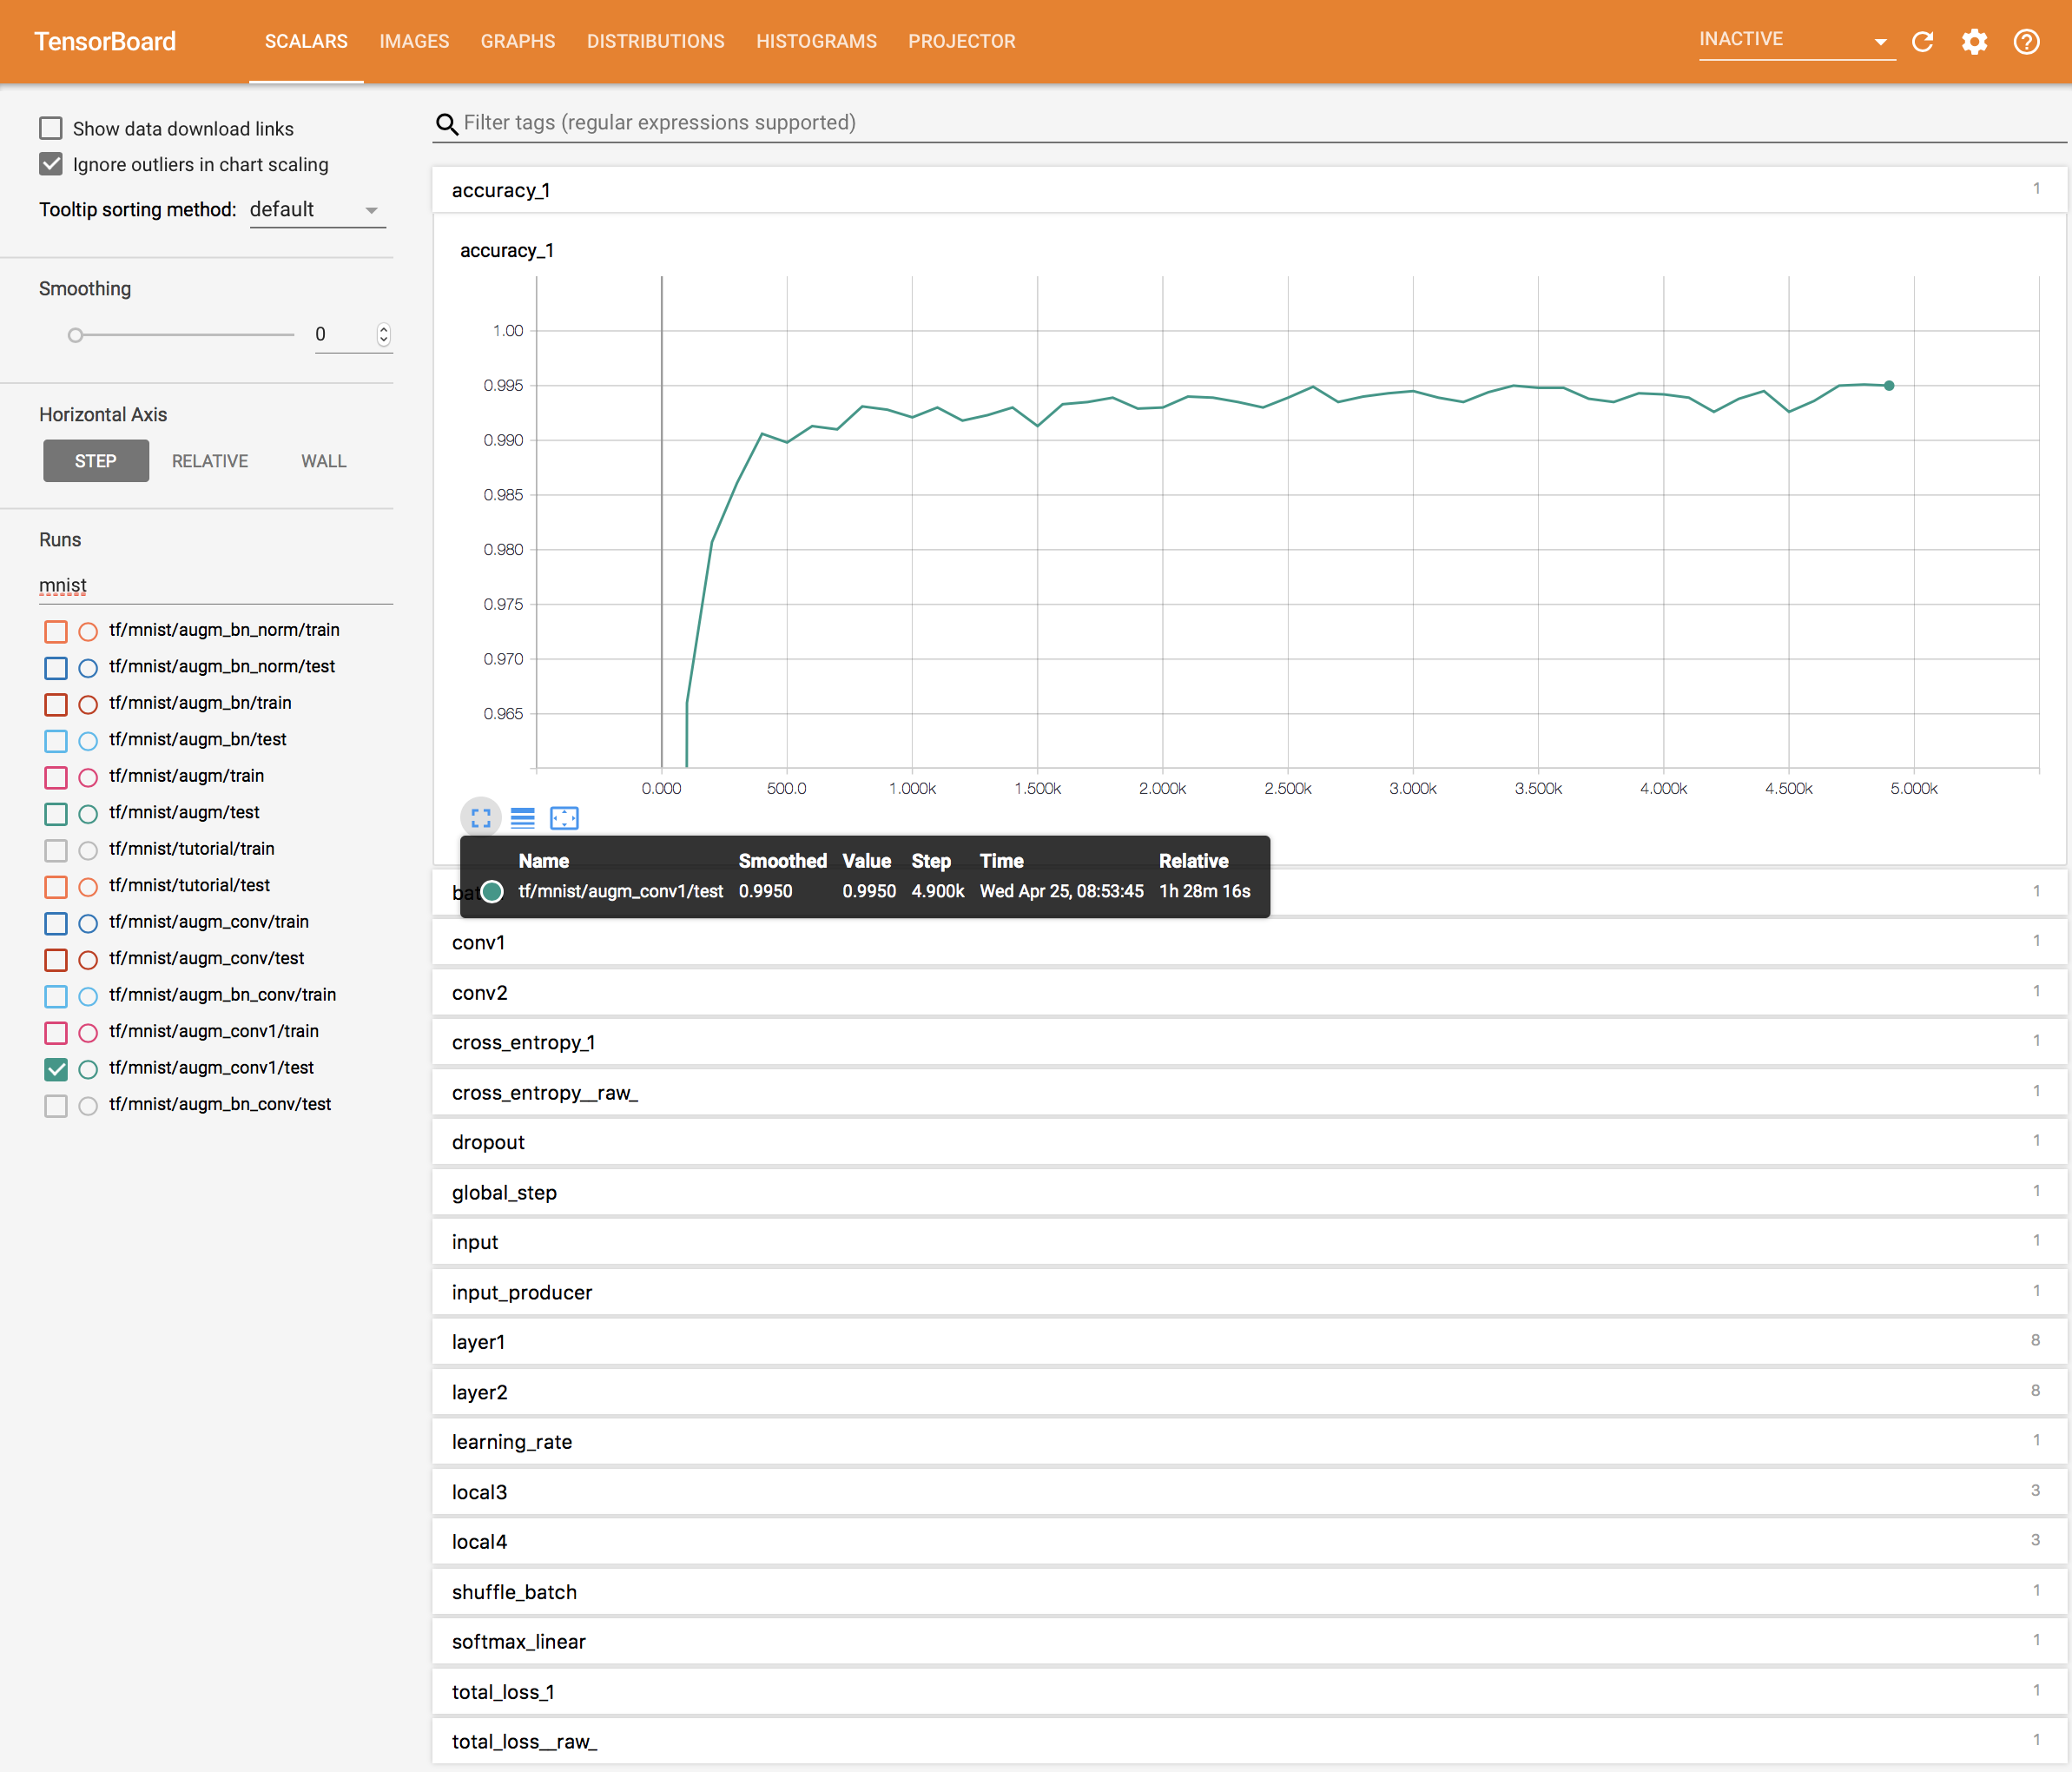 TensorBoard SCALARS IMAGES GRAPHS DISTRIBUTIONS HISTOGRAMS PROJECTOR INACTIVE
Show data download links
Ignore outliers in chart scaling
Tooltip sorting method: default
Smoothing
0
Horizontal Axis
STEP RELATIVE WALL
Runs
mnist
tf/mnist/augm_bn_norm/train
tf/mnist/augm_bn_norm/test
tf/mnist/augm_bn/train
tf/mnist/augm_bn/test
tf/mnist/augm/train
tf/mnist/augm/test
tf/mnist/tutorial/train
tf/mnist/tutorial/test
tf/mnist/augm_conv/train
tf/mnist/augm_conv/test
tf/mnist/augm_bn_conv/train
tf/mnist/augm_conv1/train
tf/mnist/augm_conv1/test
tf/mnist/augm_bn_conv/test
Filter tags (regular expressions supported)
accuracy_1 1
accuracy_1
1.00
0.995
0.990
0.985
0.980
0.975
0.970
0.965
0.000 500.0 1.000k 1.500k 2.000k 2.500k 3.000k 3.500k 4.000k 4.500k 5.000k
Name Smoothed Value Step Time Relative
tf/mnist/augm_conv1/test 0.9950 0.9950 4.900k Wed Apr 25, 08:53:45 1h 28m 16s
1
conv1 1
conv2 1
cross_entropy_1 1
cross_entropy__raw_ 1
dropout 1
global_step 1
input 1
input_producer 1
layer1 8
layer2 8
learning_rate 1
local3 3
local4 3
shuffle_batch 1
softmax_linear 1
total_loss_1 1
total_loss__raw_ 1